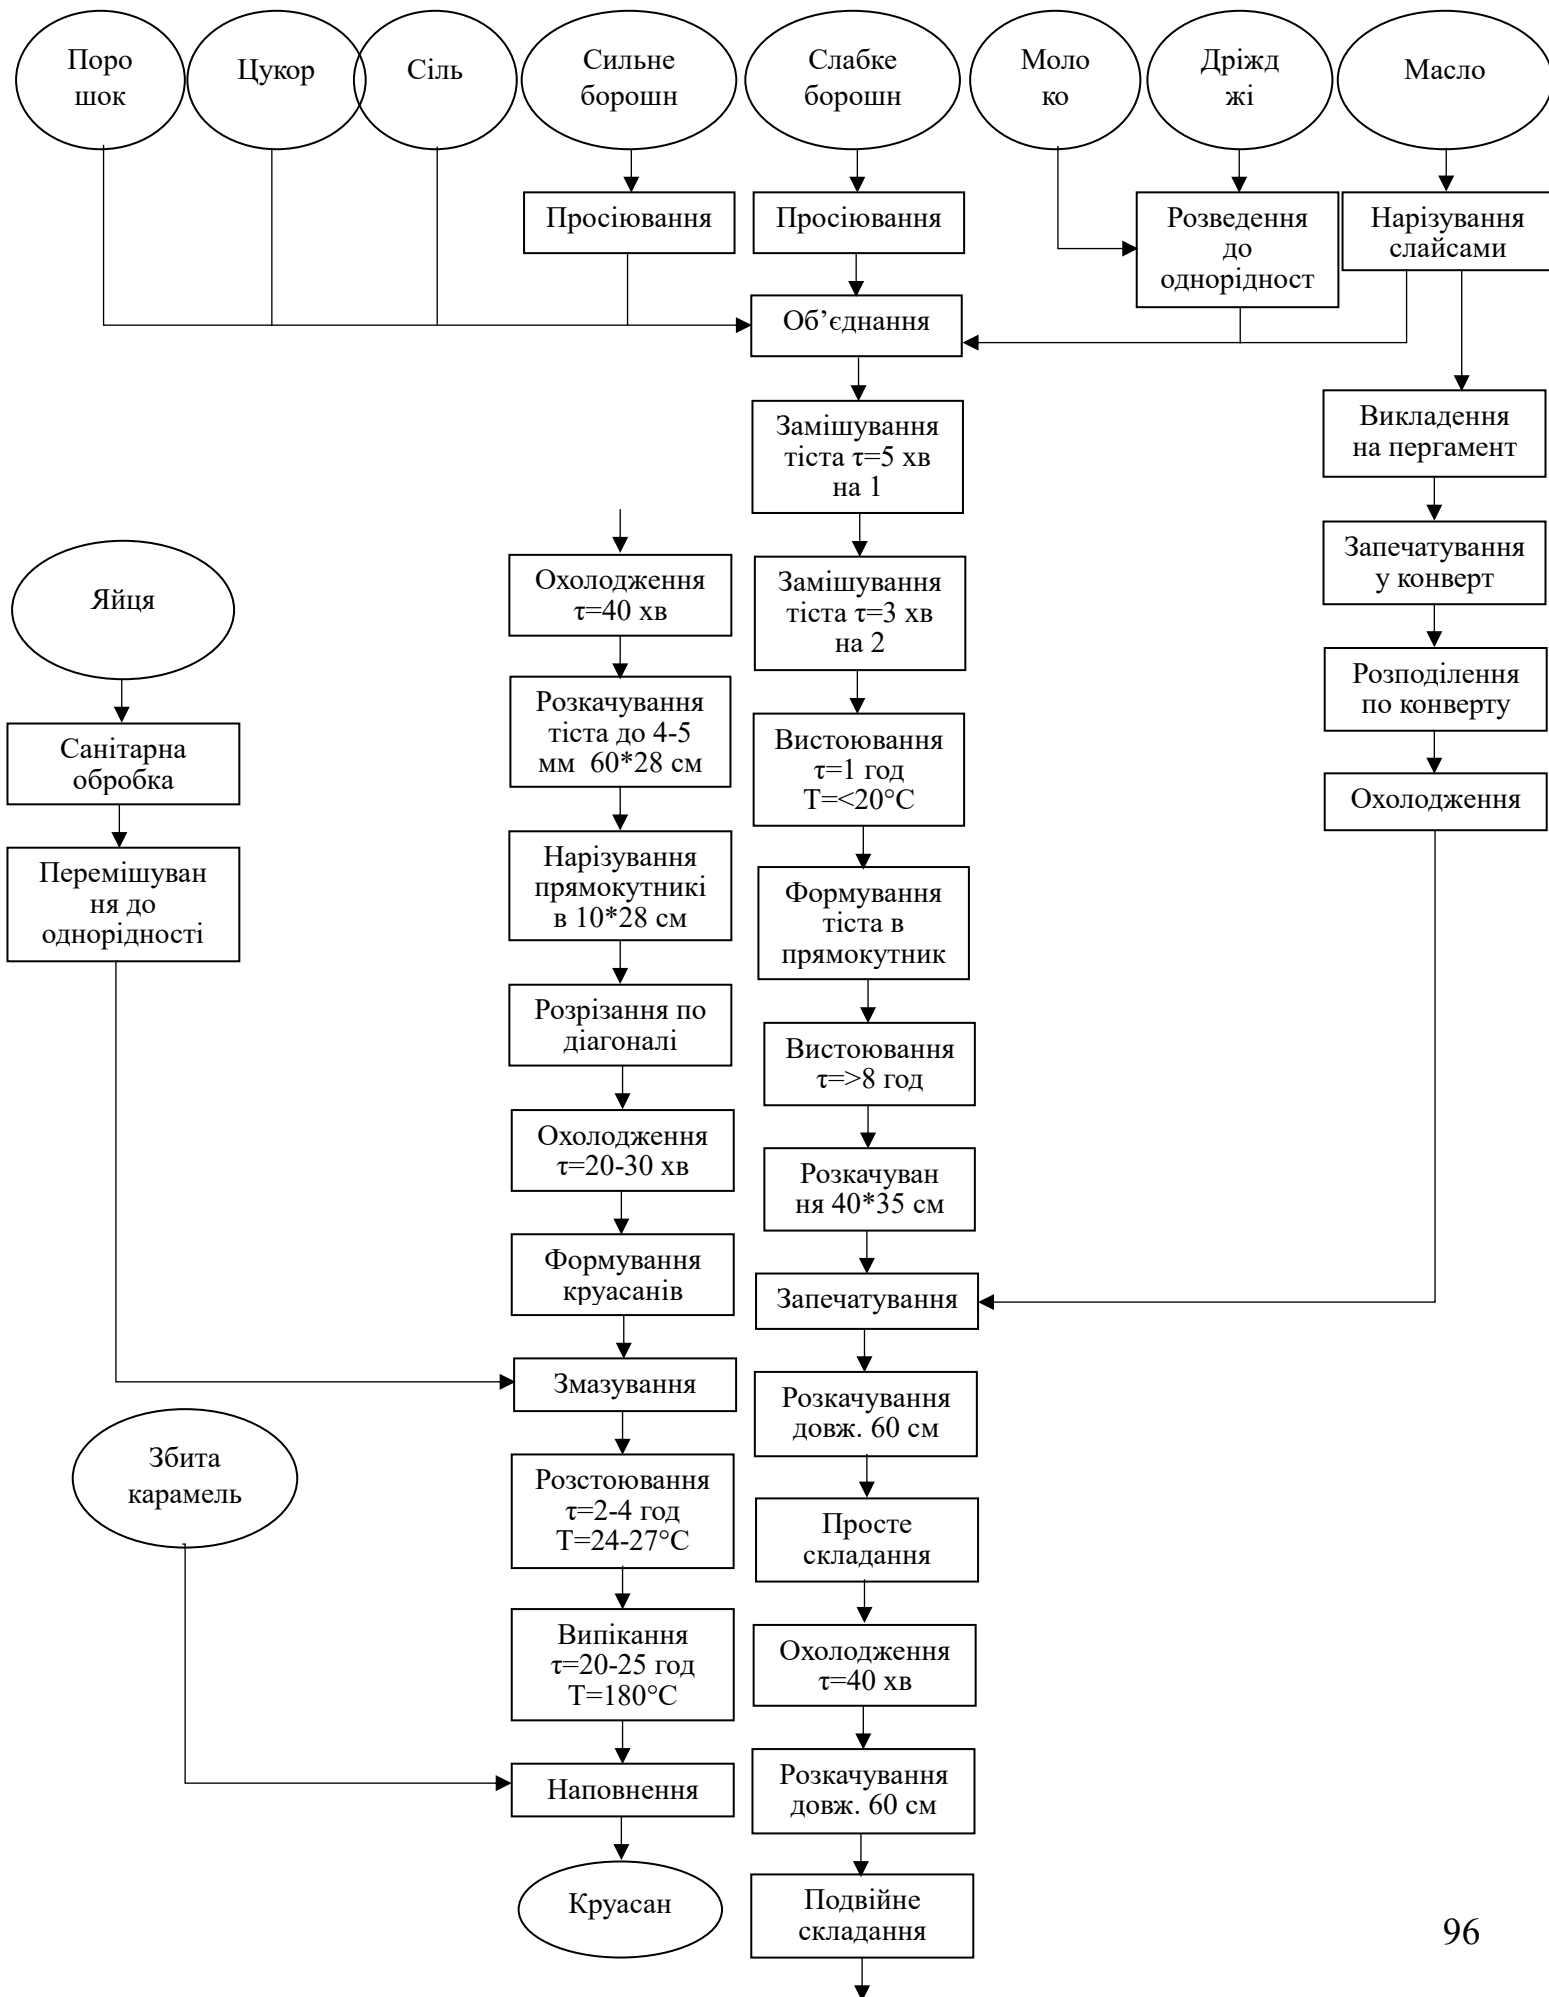 Поро
шок
Цукор
Сіль
Сильне
борошн
Слабке
борошн
Моло
ко
Дріжд
жі
Масло
Просіювання
Просіювання
Розведення
до
однорідност
Нарізування
слайсами
Об’єднання
Замішування
тіста τ=5 хв
на 1
Викладення
на пергамент
Запечатування
у конверт
Розподілення
по конверту
Охолодження
Яйця
Санітарна
обробка
Перемішуван
ня до
однорідності
Охолодження
τ=40 хв
Розкачування
тіста до 4-5
мм 60*28 см
Нарізування
прямокутникі
в 10*28 см
Розрізання по
діагоналі
Охолодження
τ=20-30 хв
Формування
круасанів
Змазування
Розстоювання
τ=2-4 год
T=24-27°C
Випікання
τ=20-25 год
T=180°C
Наповнення
Круасан
Збита
карамель
Замішування
тіста τ=3 хв
на 2
Вистоювання
τ=1 год
T=<20°C
Формування
тіста в
прямокутник
Вистоювання
τ=>8 год
Розкачуван
ня 40*35 см
Запечатування
Розкачування
довж. 60 см
Просте
складання
Охолодження
τ=40 хв
Розкачування
довж. 60 см
Подвійне
складання
96